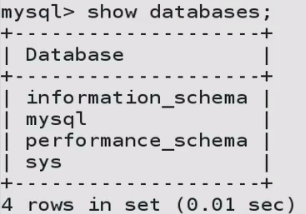 mysql> show databases;
+--------------------+
| Database           |
+--------------------+
| information_schema |
| mysql              |
| performance_schema |
| sys                |
+--------------------+
4 rows in set (0.01 sec)